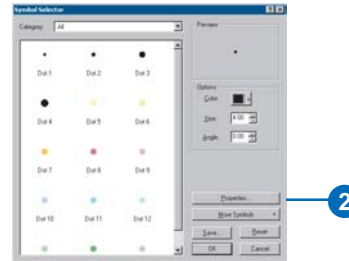 Symbol Selector
Category: All
Preview
Dot 1 Dot 2 Dot 3
Options
Color:
Dot 4 Dot 5 Dot 6
Size: 4.00
Angle: 0.00
Dot 7 Dot 8 Dot 9
Properties...
2
More Symbols
Dot 10 Dot 11 Dot 12
Save... Reset
OK Cancel